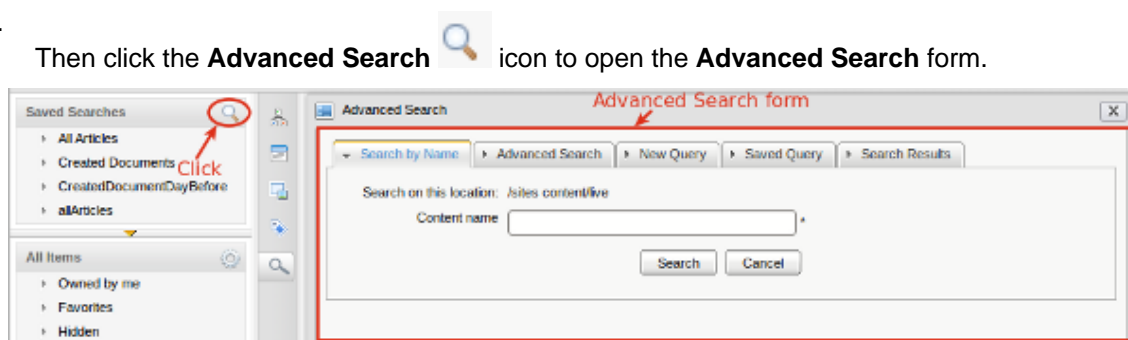 .
Then click the Advanced Search icon to open the Advanced Search form.
Saved Searches
All Articles
Created Documents
CreatedDocumentDayBefore
allArticles
Click
All Items
Owned by me
Favorites
Hidden
Advanced Search
Advanced Search form
X
Search by Name Advanced Search New Query Saved Query Search Results
Search on this location: /sites content/live
Content name *
Search Cancel